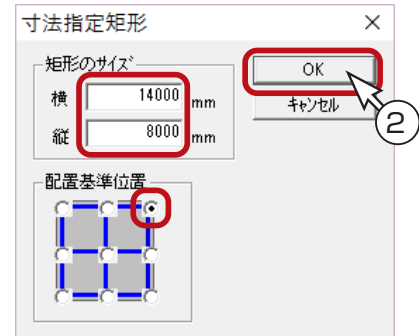 寸法指定矩形 ×
矩形のサイズ
横 14000 mm
縦 8000 mm
OK
キャンセル
②
配置基準位置